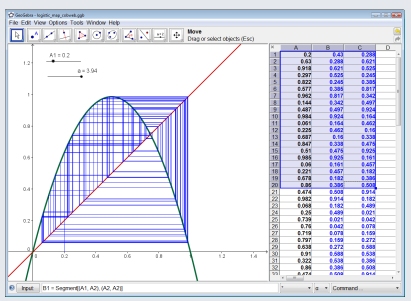 GeoGebra - logistic_map_cobweb.ggb
File Edit View Options Tools Window Help
Move
Drag or select objects (Esc)
A1 = 0.2
a = 3.94
1.2
1
0.8
0.6
0.4
0.2
0
0 0.2 0.4 0.6 0.8 1 1.2 1.4
A B C D
1 0.2 0.43 0.288
2 0.63 0.288 0.621
3 0.918 0.621 0.525
4 0.297 0.525 0.245
5 0.822 0.245 0.385
6 0.577 0.385 0.817
7 0.962 0.817 0.342
8 0.144 0.342 0.497
9 0.487 0.497 0.924
10 0.984 0.924 0.164
11 0.061 0.164 0.462
12 0.225 0.462 0.16
13 0.687 0.16 0.338
14 0.847 0.338 0.475
15 0.51 0.475 0.925
16 0.985 0.925 0.161
17 0.06 0.161 0.457
18 0.221 0.457 0.182
19 0.678 0.182 0.386
20 0.86 0.386 0.508
21 0.474 0.508 0.914
22 0.982 0.914 0.182
23 0.068 0.182 0.489
24 0.25 0.489 0.021
25 0.739 0.021 0.042
26 0.76 0.042 0.078
27 0.719 0.078 0.159
28 0.797 0.159 0.272
29 0.638 0.272 0.588
30 0.91 0.588 0.538
31 0.322 0.538 0.386
32 0.86 0.386 0.508
33 0.474 0.508 0.914
Input B1 = Segment[(A1, A2), (A2, A2)] α Command ...